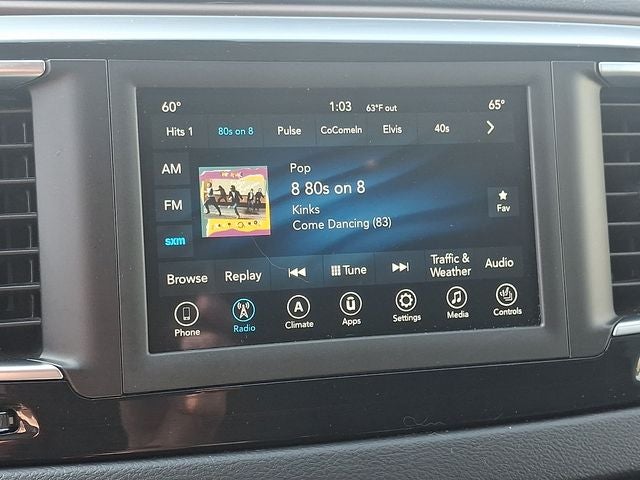 60° 1:03 63°F out 65°
Hits 1 80s on 8 Pulse CoComeln Elvis 40s
AM
FM
sxm
Pop
8 80s on 8
Kinks
Come Dancing (83)
Fav
Browse Replay Tune Traffic & Weather Audio
Phone Radio Climate Apps Settings Media Controls